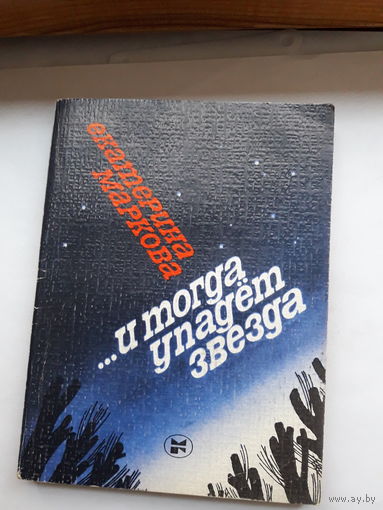 екатерина
МАРКОВА
...и тогда
упадёт
звезда
www.ay.by